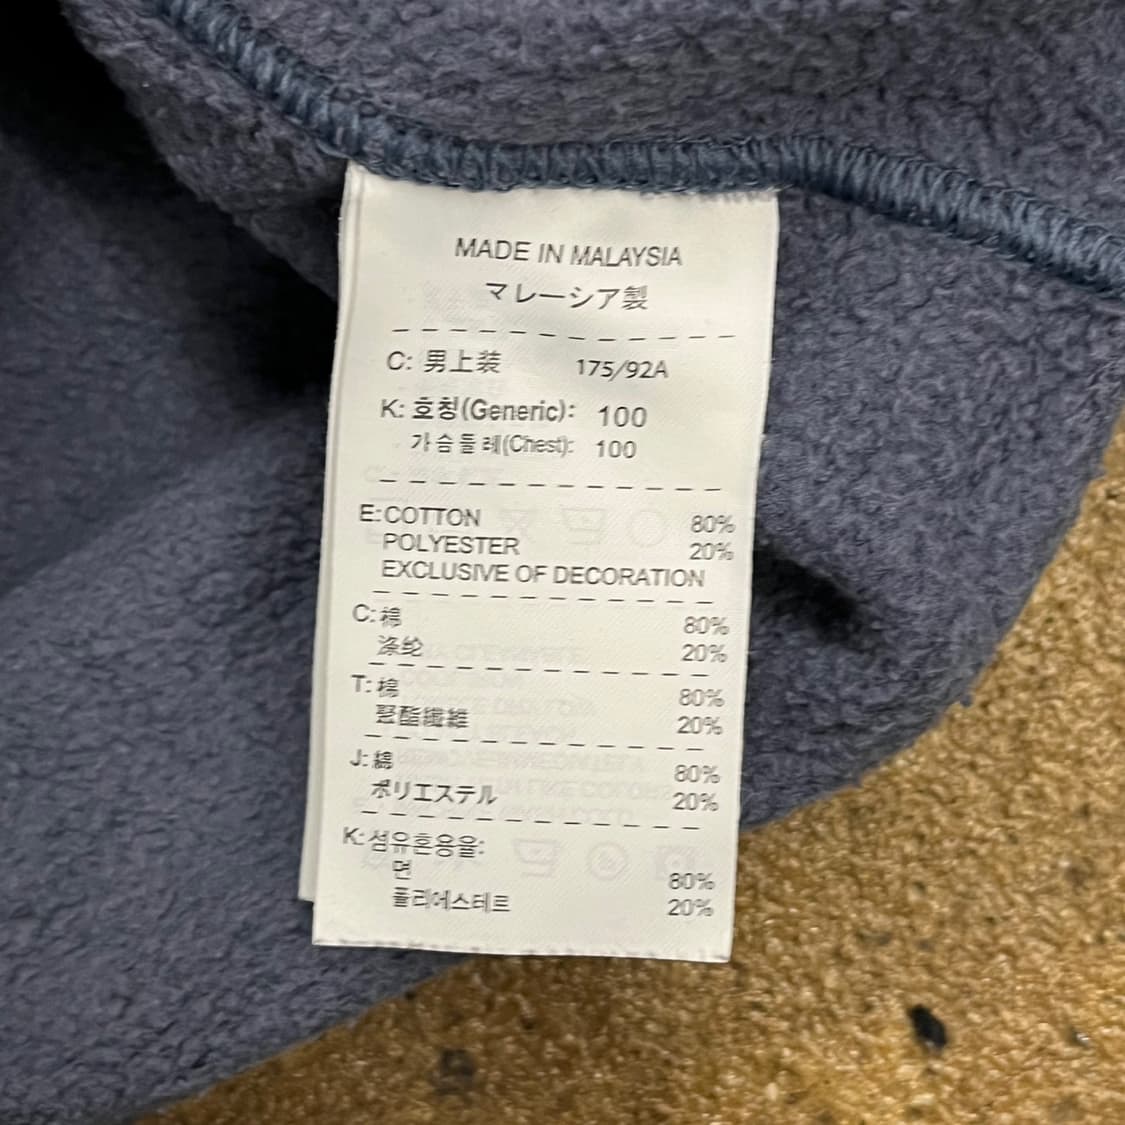 MADE IN MALAYSIA
マレーシア製
C: 男上装 175/92A
K: 호칭(Generic): 100
가슴둘레(Chest): 100
E: COTTON 80%
POLYESTER 20%
EXCLUSIVE OF DECORATION
C: 棉 80%
涤纶 20%
T: 棉 80%
聚酯纖維 20%
J: 綿 80%
ポリエステル 20%
K: 섬유혼용율:
면 80%
폴리에스테르 20%